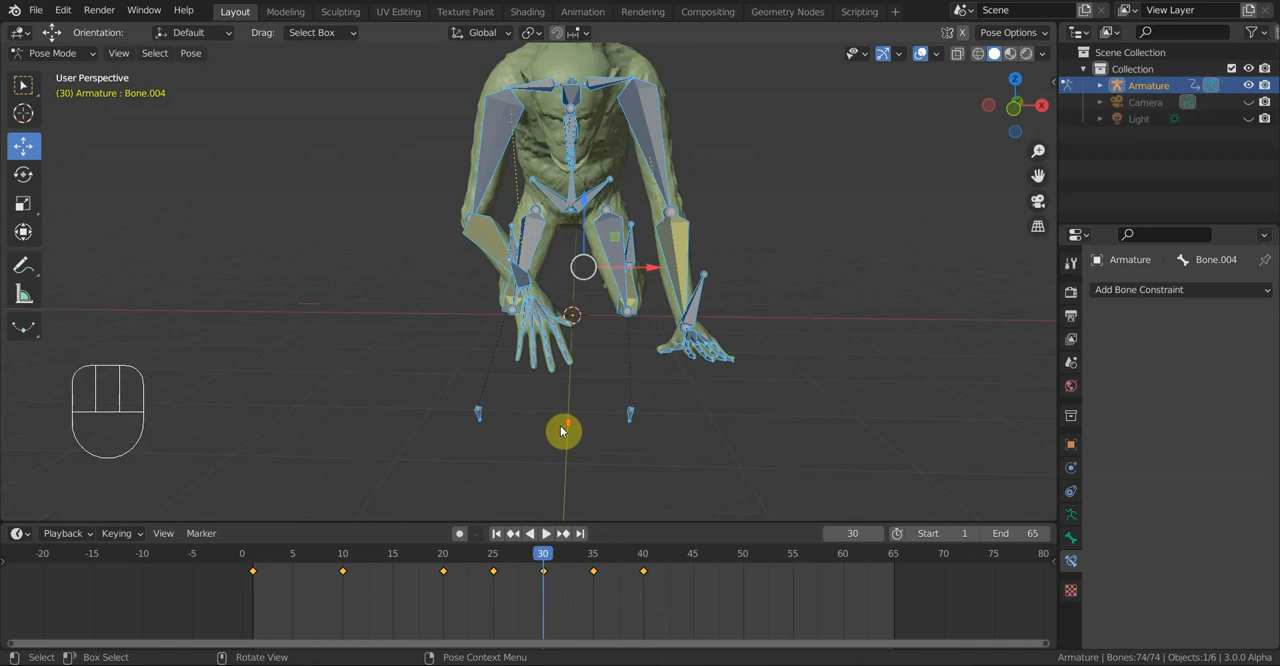 File Edit Render Window Help Layout Modeling Sculpting UV Editing Texture Paint Shading Animation Rendering Compositing Geometry Nodes Scripting + Scene View Layer
Orientation: Default Drag: Select Box Global X Pose Options
Pose Mode View Select Pose
User Perspective
(30) Armature : Bone.004
Z
X
Scene Collection
Collection
Armature
Camera
Light
Armature Bone.004
Add Bone Constraint
Playback Keying View Marker 30 Start 1 End 65
-20 -15 -10 -5 0 5 10 15 20 25 30 35 40 45 50 55 60 65 70 75 80
Select Box Select Rotate View Pose Context Menu Armature | Bones:74/74 | Objects:1/6 | 3.0.0 Alpha